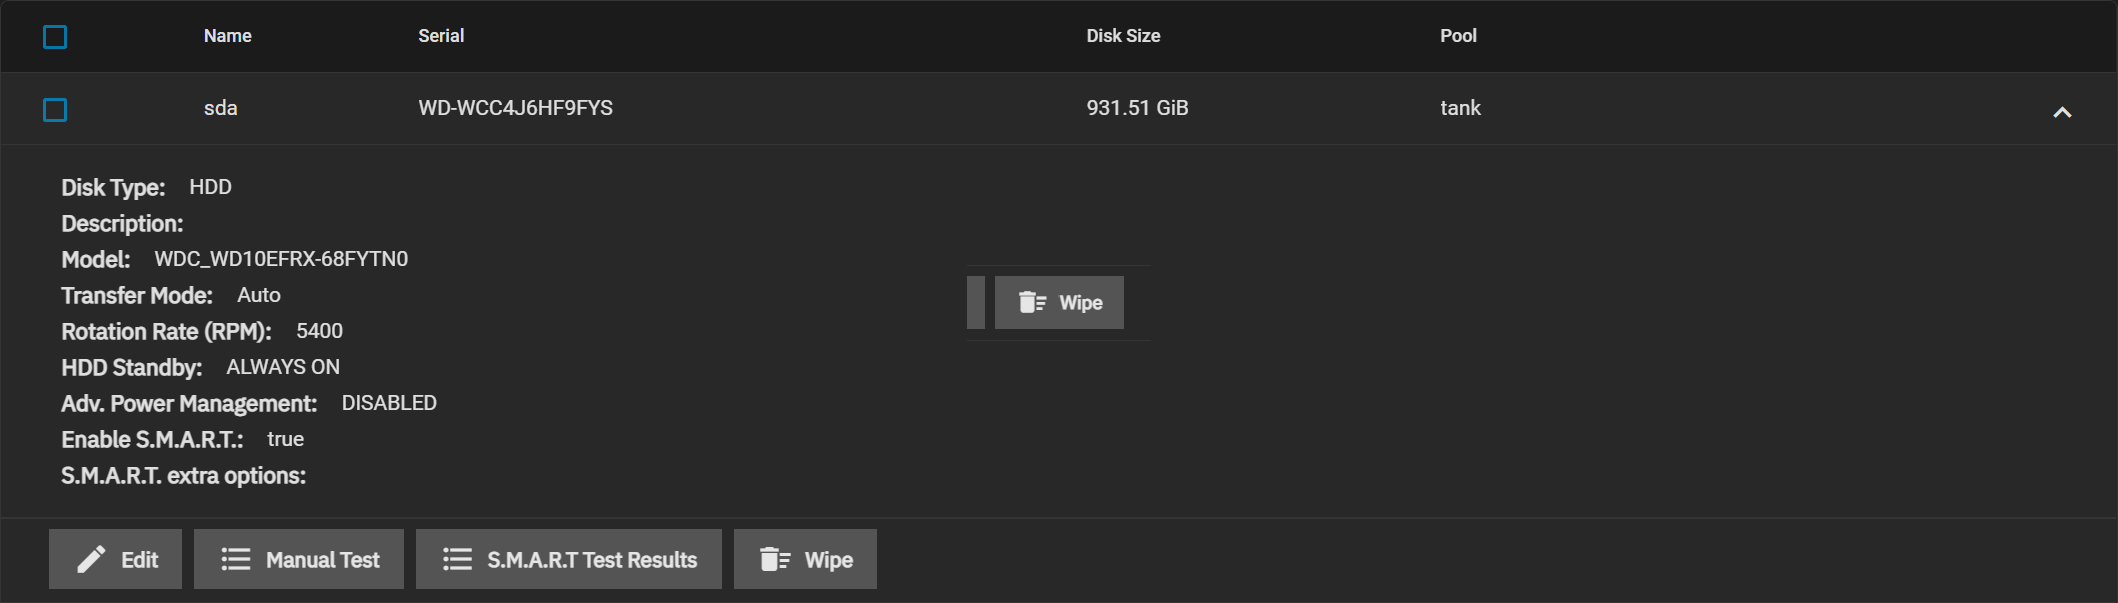 Name Serial Disk Size Pool
sda WD-WCC4J6HF9FYS 931.51 GiB tank
Disk Type: HDD
Description:
Model: WDC_WD10EFRX-68FYTN0
Transfer Mode: Auto
Wipe
Rotation Rate (RPM): 5400
HDD Standby: ALWAYS ON
Adv. Power Management: DISABLED
Enable S.M.A.R.T.: true
S.M.A.R.T. extra options:
Edit Manual Test S.M.A.R.T Test Results Wipe